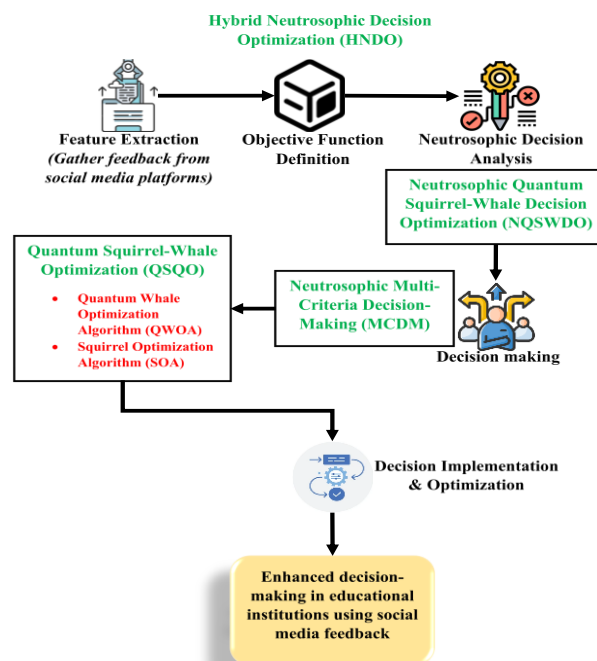 Hybrid Neutrosophic Decision
Optimization (HNDO)
Feature Extraction
(Gather feedback from
social media platforms)
Objective Function
Definition
Neutrosophic Decision
Analysis
Neutrosophic Quantum
Squirrel-Whale Decision
Optimization (NQSWDO)
Quantum Squirrel-Whale
Optimization (QSQO)
• Quantum Whale
Optimization
Algorithm (QWOA)
• Squirrel Optimization
Algorithm (SOA)
Neutrosophic Multi-
Criteria Decision-
Making (MCDM)
Decision making
Decision Implementation
& Optimization
Enhanced decision-
making in educational
institutions using social
media feedback